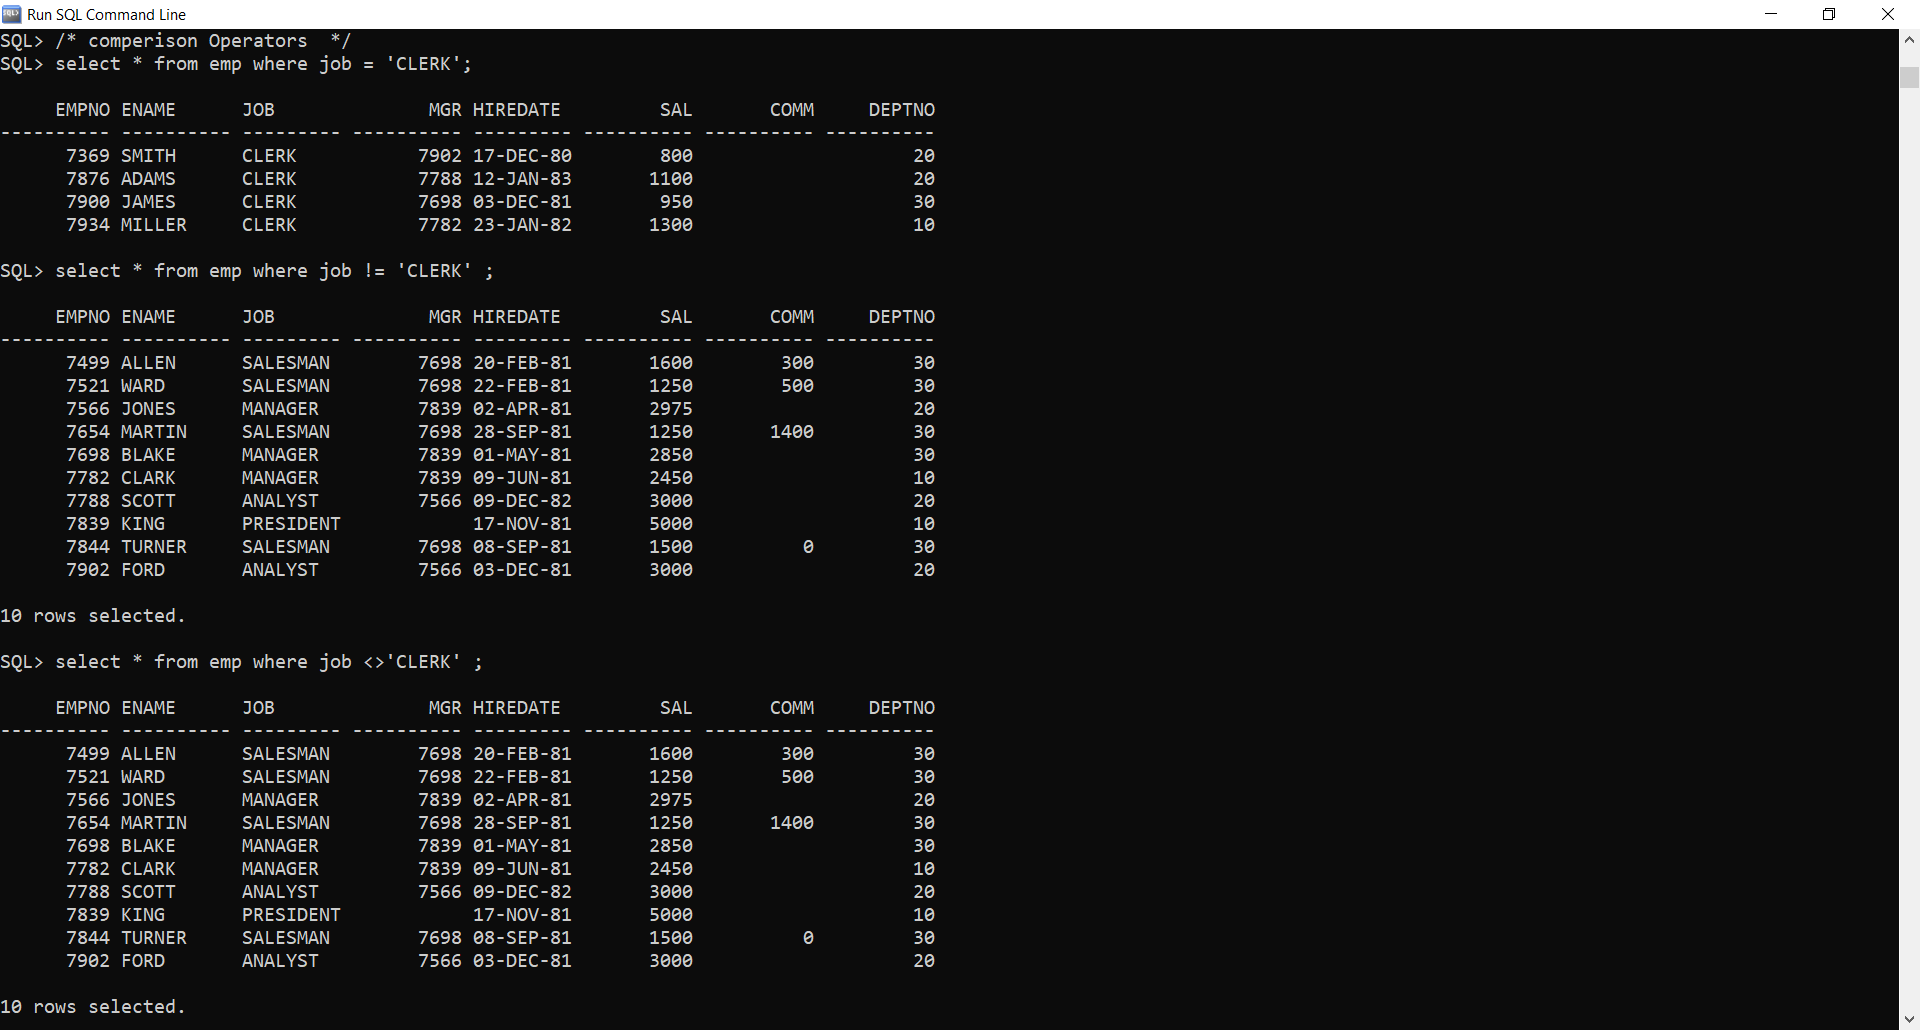 Run SQL Command Line
SQL> /* comperison Operators  */
SQL> select * from emp where job = 'CLERK';

     EMPNO ENAME      JOB              MGR HIREDATE         SAL       COMM     DEPTNO
---------- ---------- --------- ---------- --------- ---------- ---------- ----------
      7369 SMITH      CLERK           7902 17-DEC-80        800                    20
      7876 ADAMS      CLERK           7788 12-JAN-83       1100                    20
      7900 JAMES      CLERK           7698 03-DEC-81        950                    30
      7934 MILLER     CLERK           7782 23-JAN-82       1300                    10

SQL> select * from emp where job != 'CLERK' ;

     EMPNO ENAME      JOB              MGR HIREDATE         SAL       COMM     DEPTNO
---------- ---------- --------- ---------- --------- ---------- ---------- ----------
      7499 ALLEN      SALESMAN        7698 20-FEB-81       1600        300         30
      7521 WARD       SALESMAN        7698 22-FEB-81       1250        500         30
      7566 JONES      MANAGER         7839 02-APR-81       2975                    20
      7654 MARTIN     SALESMAN        7698 28-SEP-81       1250       1400         30
      7698 BLAKE      MANAGER         7839 01-MAY-81       2850                    30
      7782 CLARK      MANAGER         7839 09-JUN-81       2450                    10
      7788 SCOTT      ANALYST         7566 09-DEC-82       3000                    20
      7839 KING       PRESIDENT            17-NOV-81       5000                    10
      7844 TURNER     SALESMAN        7698 08-SEP-81       1500          0         30
      7902 FORD       ANALYST         7566 03-DEC-81       3000                    20

10 rows selected.

SQL> select * from emp where job <>'CLERK' ;

     EMPNO ENAME      JOB              MGR HIREDATE         SAL       COMM     DEPTNO
---------- ---------- --------- ---------- --------- ---------- ---------- ----------
      7499 ALLEN      SALESMAN        7698 20-FEB-81       1600        300         30
      7521 WARD       SALESMAN        7698 22-FEB-81       1250        500         30
      7566 JONES      MANAGER         7839 02-APR-81       2975                    20
      7654 MARTIN     SALESMAN        7698 28-SEP-81       1250       1400         30
      7698 BLAKE      MANAGER         7839 01-MAY-81       2850                    30
      7782 CLARK      MANAGER         7839 09-JUN-81       2450                    10
      7788 SCOTT      ANALYST         7566 09-DEC-82       3000                    20
      7839 KING       PRESIDENT            17-NOV-81       5000                    10
      7844 TURNER     SALESMAN        7698 08-SEP-81       1500          0         30
      7902 FORD       ANALYST         7566 03-DEC-81       3000                    20

10 rows selected.